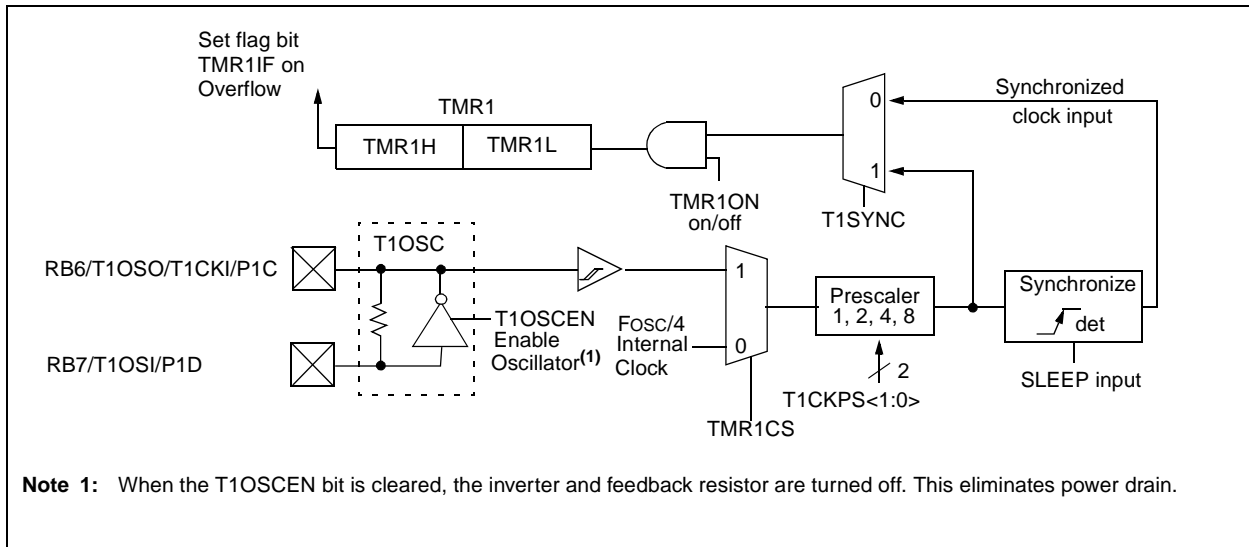 Set flag bit
TMR1IF on
Overflow
TMR1
TMR1H
TMR1L
TMR1ON
on/off
0
1
T1SYNC
Synchronized
clock input
RB6/T1OSO/T1CKI/P1C
T1OSC
RB7/T1OSI/P1D
T1OSCEN
Enable
Oscillator(1)
FOSC/4
Internal
Clock
1
0
TMR1CS
Prescaler
1, 2, 4, 8
2
T1CKPS<1:0>
Synchronize
det
SLEEP input
Note 1: When the T1OSCEN bit is cleared, the inverter and feedback resistor are turned off. This eliminates power drain.